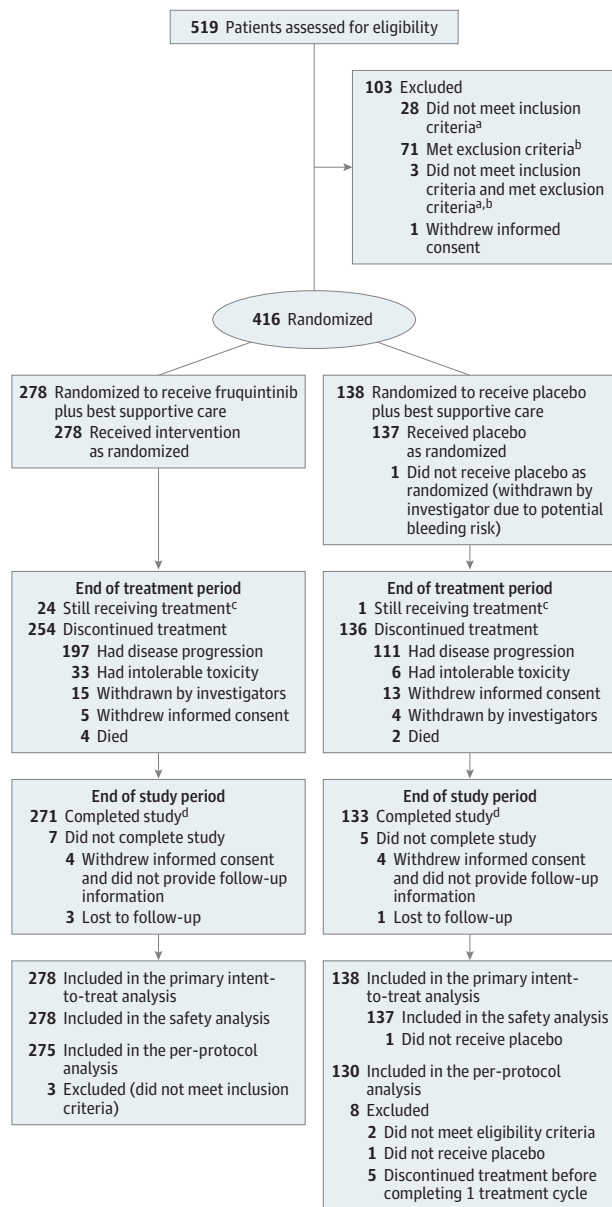 519 Patients assessed for eligibility
103 Excluded
28 Did not meet inclusion
criteriaa
71 Met exclusion criteriab
3 Did not meet inclusion
criteria and met exclusion
criteriaa,b
1 Withdrew informed
consent
416 Randomized
278 Randomized to receive fruquintinib
plus best supportive care
278 Received intervention
as randomized
138 Randomized to receive placebo
plus best supportive care
137 Received placebo
as randomized
1 Did not receive placebo as
randomized (withdrawn by
investigator due to potential
bleeding risk)
End of treatment period
24 Still receiving treatmentc
254 Discontinued treatment
197 Had disease progression
33 Had intolerable toxicity
15 Withdrawn by investigators
5 Withdrew informed consent
4 Died
End of treatment period
1 Still receiving treatmentc
136 Discontinued treatment
111 Had disease progression
6 Had intolerable toxicity
13 Withdrew informed consent
4 Withdrawn by investigators
2 Died
End of study period
271 Completed studyd
7 Did not complete study
4 Withdrew informed consent
and did not provide follow-up
information
3 Lost to follow-up
End of study period
133 Completed studyd
5 Did not complete study
4 Withdrew informed consent
and did not provide follow-up
information
1 Lost to follow-up
278 Included in the primary intent-
to-treat analysis
278 Included in the safety analysis
275 Included in the per-protocol
analysis
3 Excluded (did not meet inclusion
criteria)
138 Included in the primary intent-
to-treat analysis
137 Included in the safety analysis
1 Did not receive placebo
130 Included in the per-protocol
analysis
8 Excluded
2 Did not meet eligibility criteria
1 Did not receive placebo
5 Discontinued treatment before
completing 1 treatment cycle